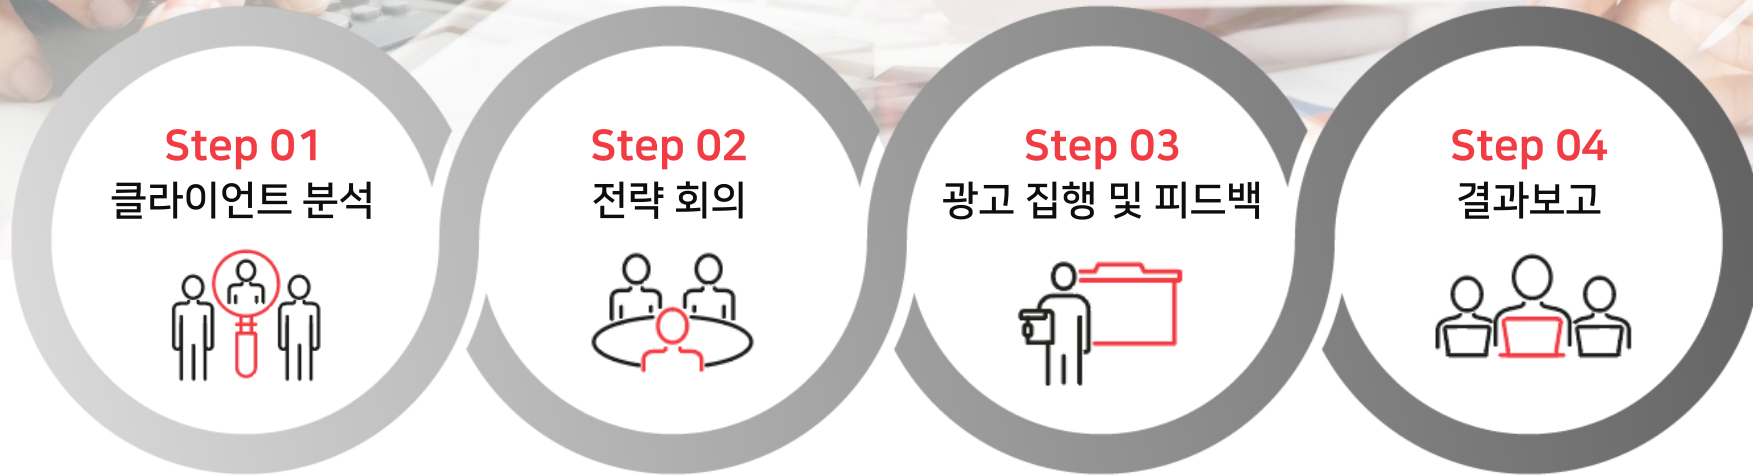 Step 01
클라이언트 분석
Step 02
전략 회의
Step 03
광고 집행 및 피드백
Step 04
결과보고